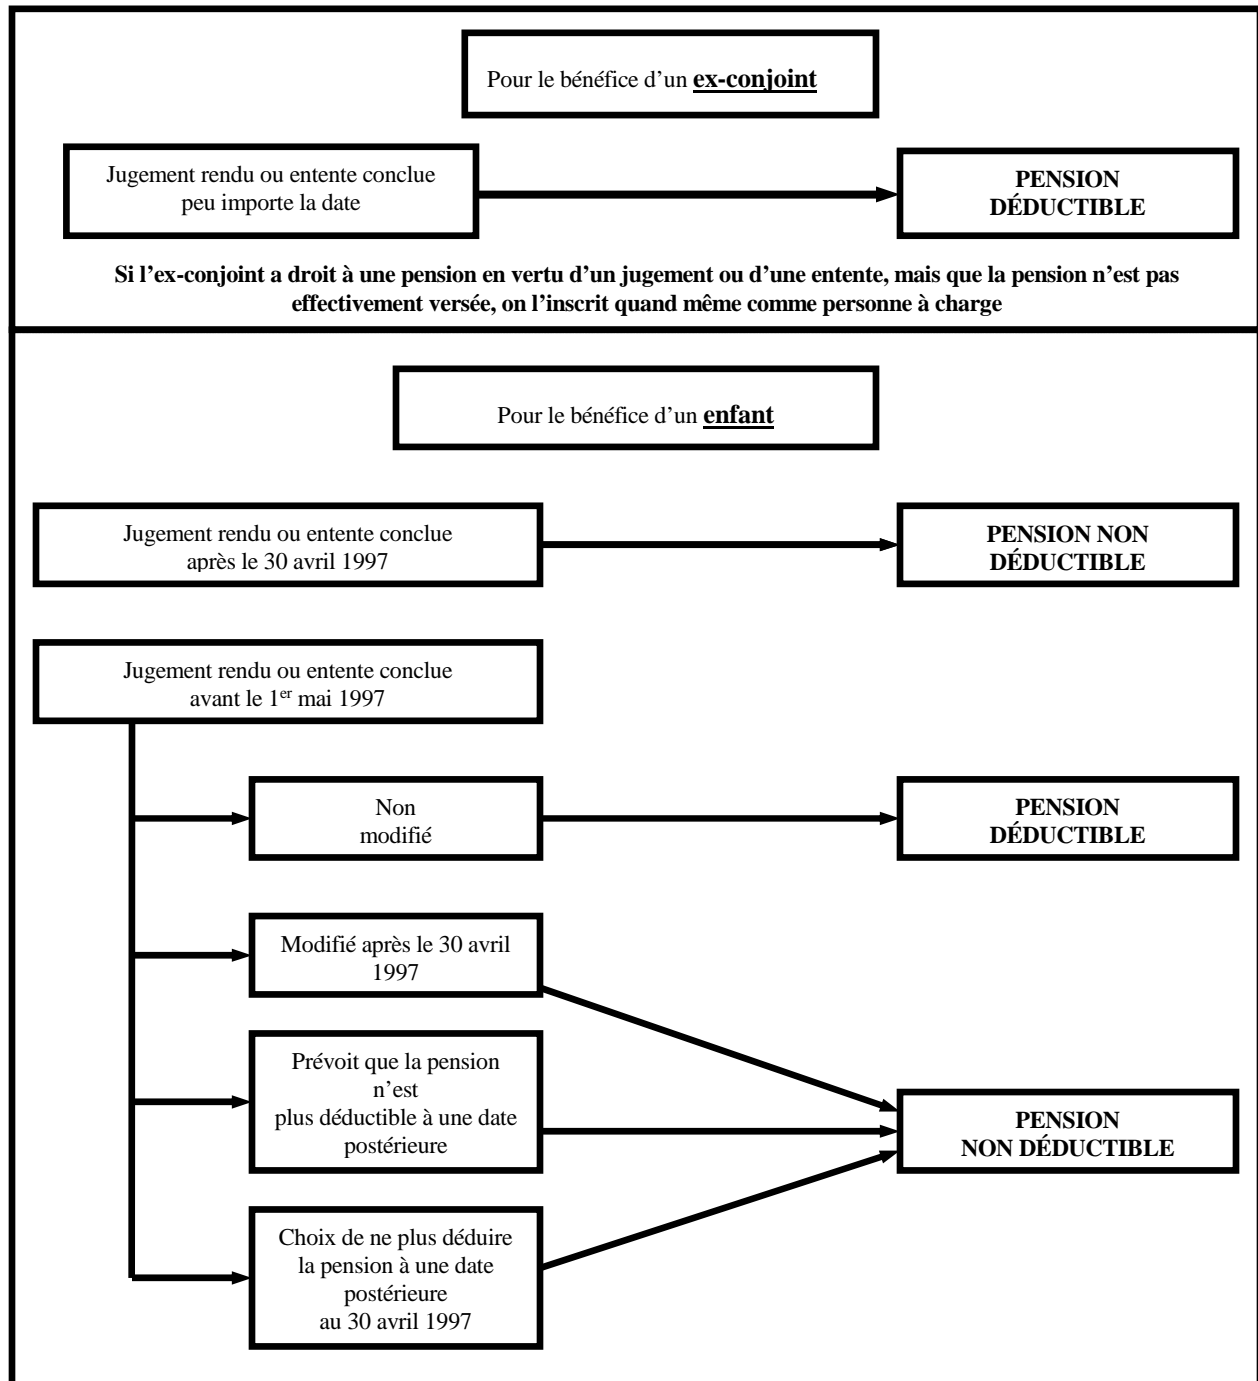 Pour le bénéfice d’un ex-conjoint
Jugement rendu ou entente conclue
peu importe la date
PENSION
DÉDUCTIBLE
Si l’ex-conjoint a droit à une pension en vertu d’un jugement ou d’une entente, mais que la pension n’est pas
effectivement versée, on l’inscrit quand même comme personne à charge
Pour le bénéfice d’un enfant
Jugement rendu ou entente conclue
après le 30 avril 1997
PENSION NON
DÉDUCTIBLE
Jugement rendu ou entente conclue
avant le 1er mai 1997
Non
modifié
PENSION
DÉDUCTIBLE
Modifié après le 30 avril
1997
Prévoit que la pension
n’est
plus déductible à une date
postérieure
PENSION
NON DÉDUCTIBLE
Choix de ne plus déduire
la pension à une date
postérieure
au 30 avril 1997